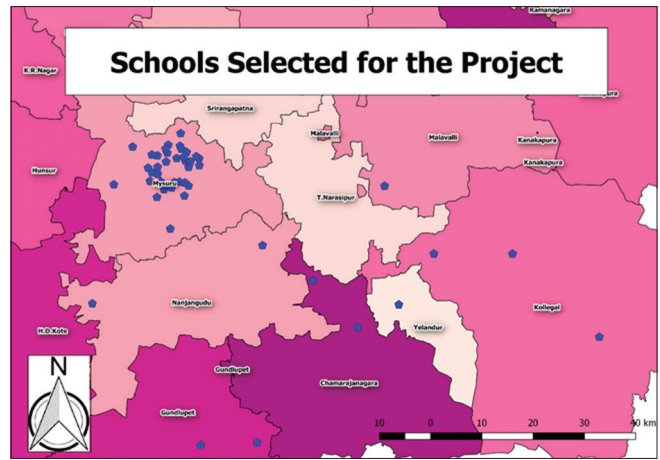 Ramanagara
Schools Selected for the Project
K.R.Nagar
Srirangapatna
Malavalli
Malavalli
Kanakapura
Kanakapura
Hunsur
Mysuru
T.Narasipur
Nanjangudu
Kollegal
H.D.Kote
Yelandur
N
Gundlupet
Chamarajanagara
Gundlupet
10 0 10 20 30 40 km